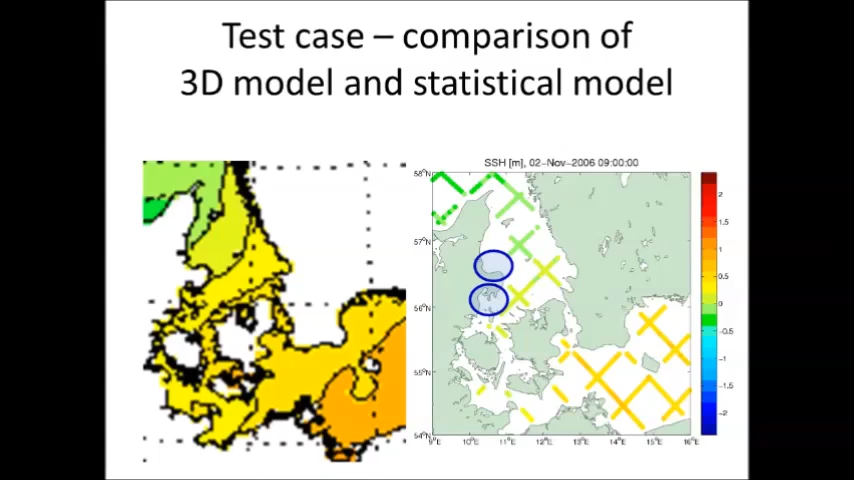 Test case – comparison of
3D model and statistical model
SSH [m], 02–Nov–2006 09:00:00
58°N
57°N
56°N
55°N
54°N
9°E 10°E 11°E 12°E 13°E 14°E 15°E 16°E
2
1.5
1
0.5
0
−0.5
−1
−1.5
−2